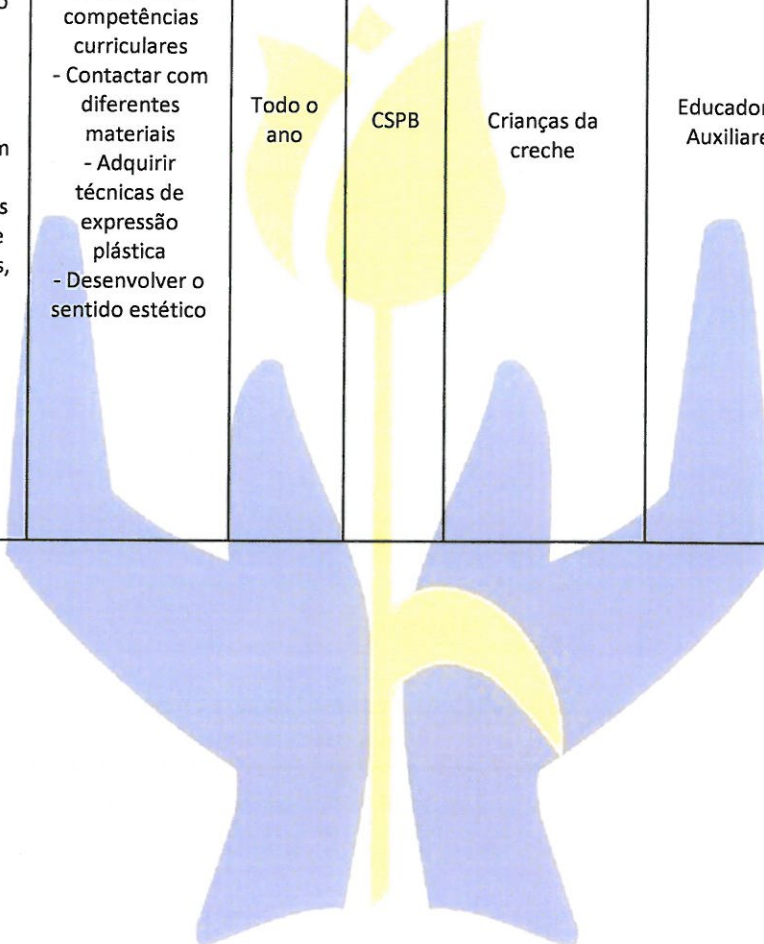 competências
curriculares
- Contactar com
diferentes
materiais
- Adquirir
técnicas de
expressão
plástica
- Desenvolver o
sentido estético
Todo o
ano
CSPB
Crianças da
creche